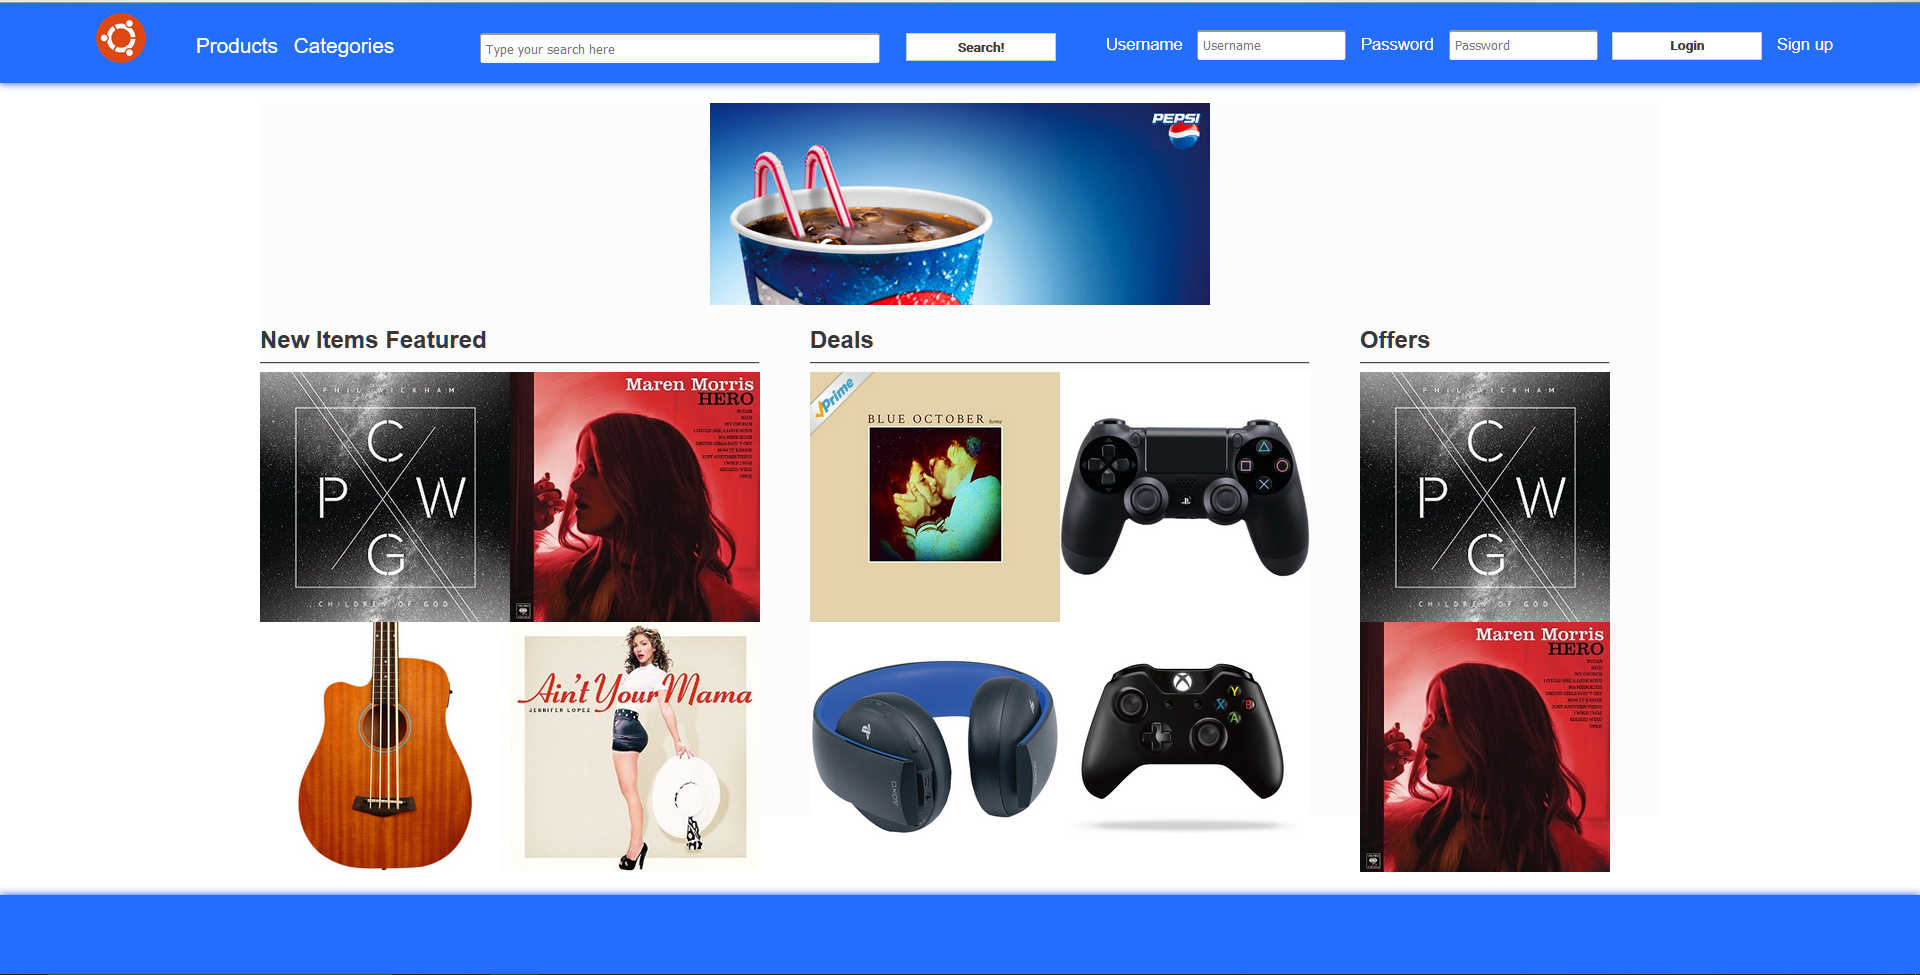 Products Categories Type your search here Search! Username Username Password Password Login Sign up
PEPSI
New Items Featured
Deals
Offers
PHIL WICKHAM
C
P W
G
CHILDREN OF GOD
Maren Morris
HERO
Prime
BLUE OCTOBER home
PHIL WICKHAM
C
P W
G
CHILDREN OF GOD
Ain't Your Mama
JENNIFER LOPEZ
Y
X B
A
Maren Morris
HERO